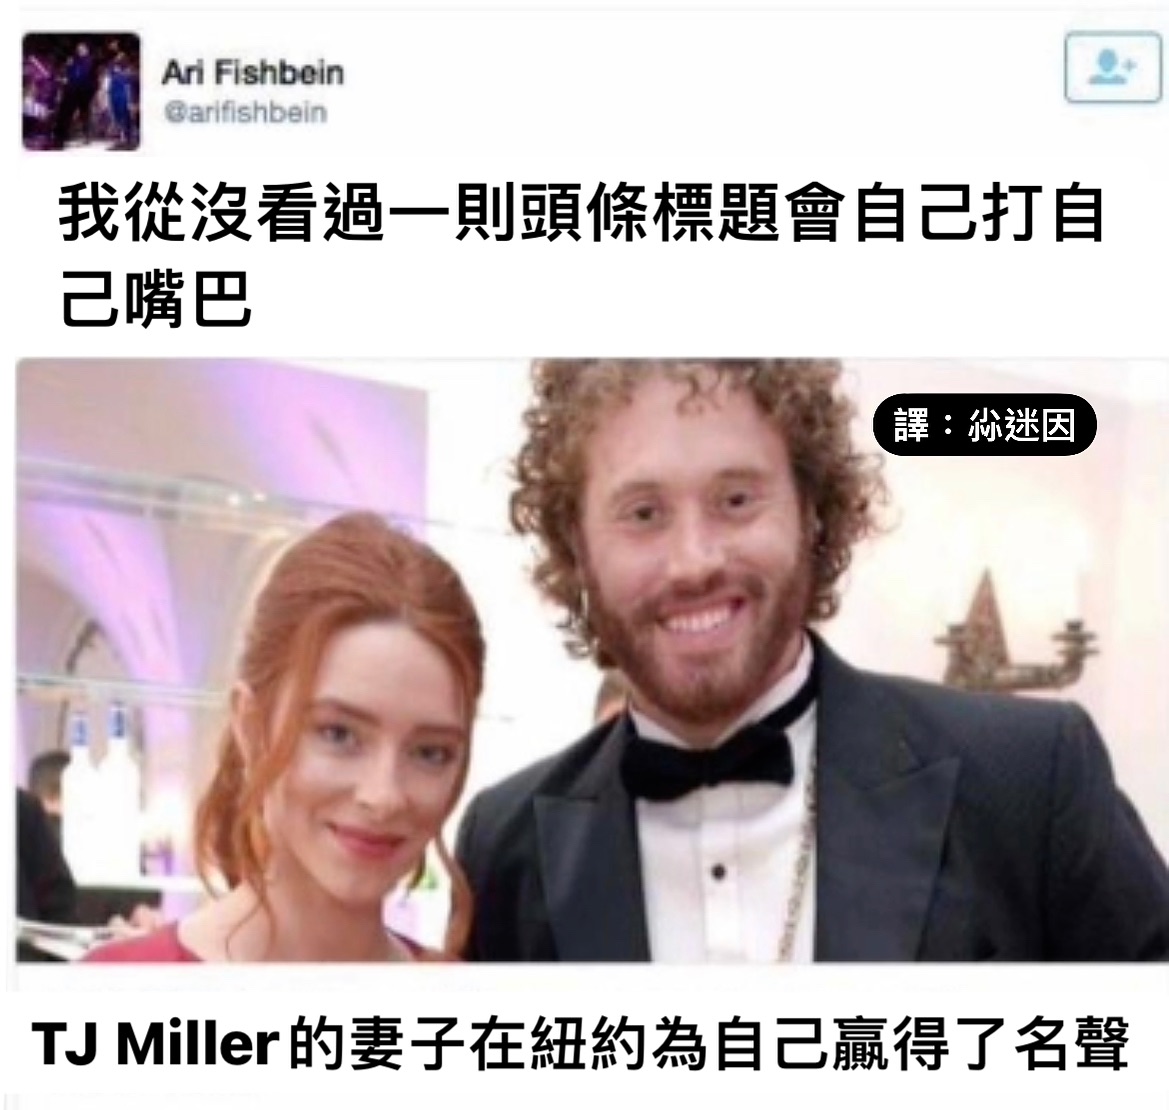 Ari Fishbein
@arifishbein
我從沒看過一則頭條標題會自己打自
己嘴巴
譯：尛迷因
TJ Miller的妻子在紐約為自己贏得了名聲